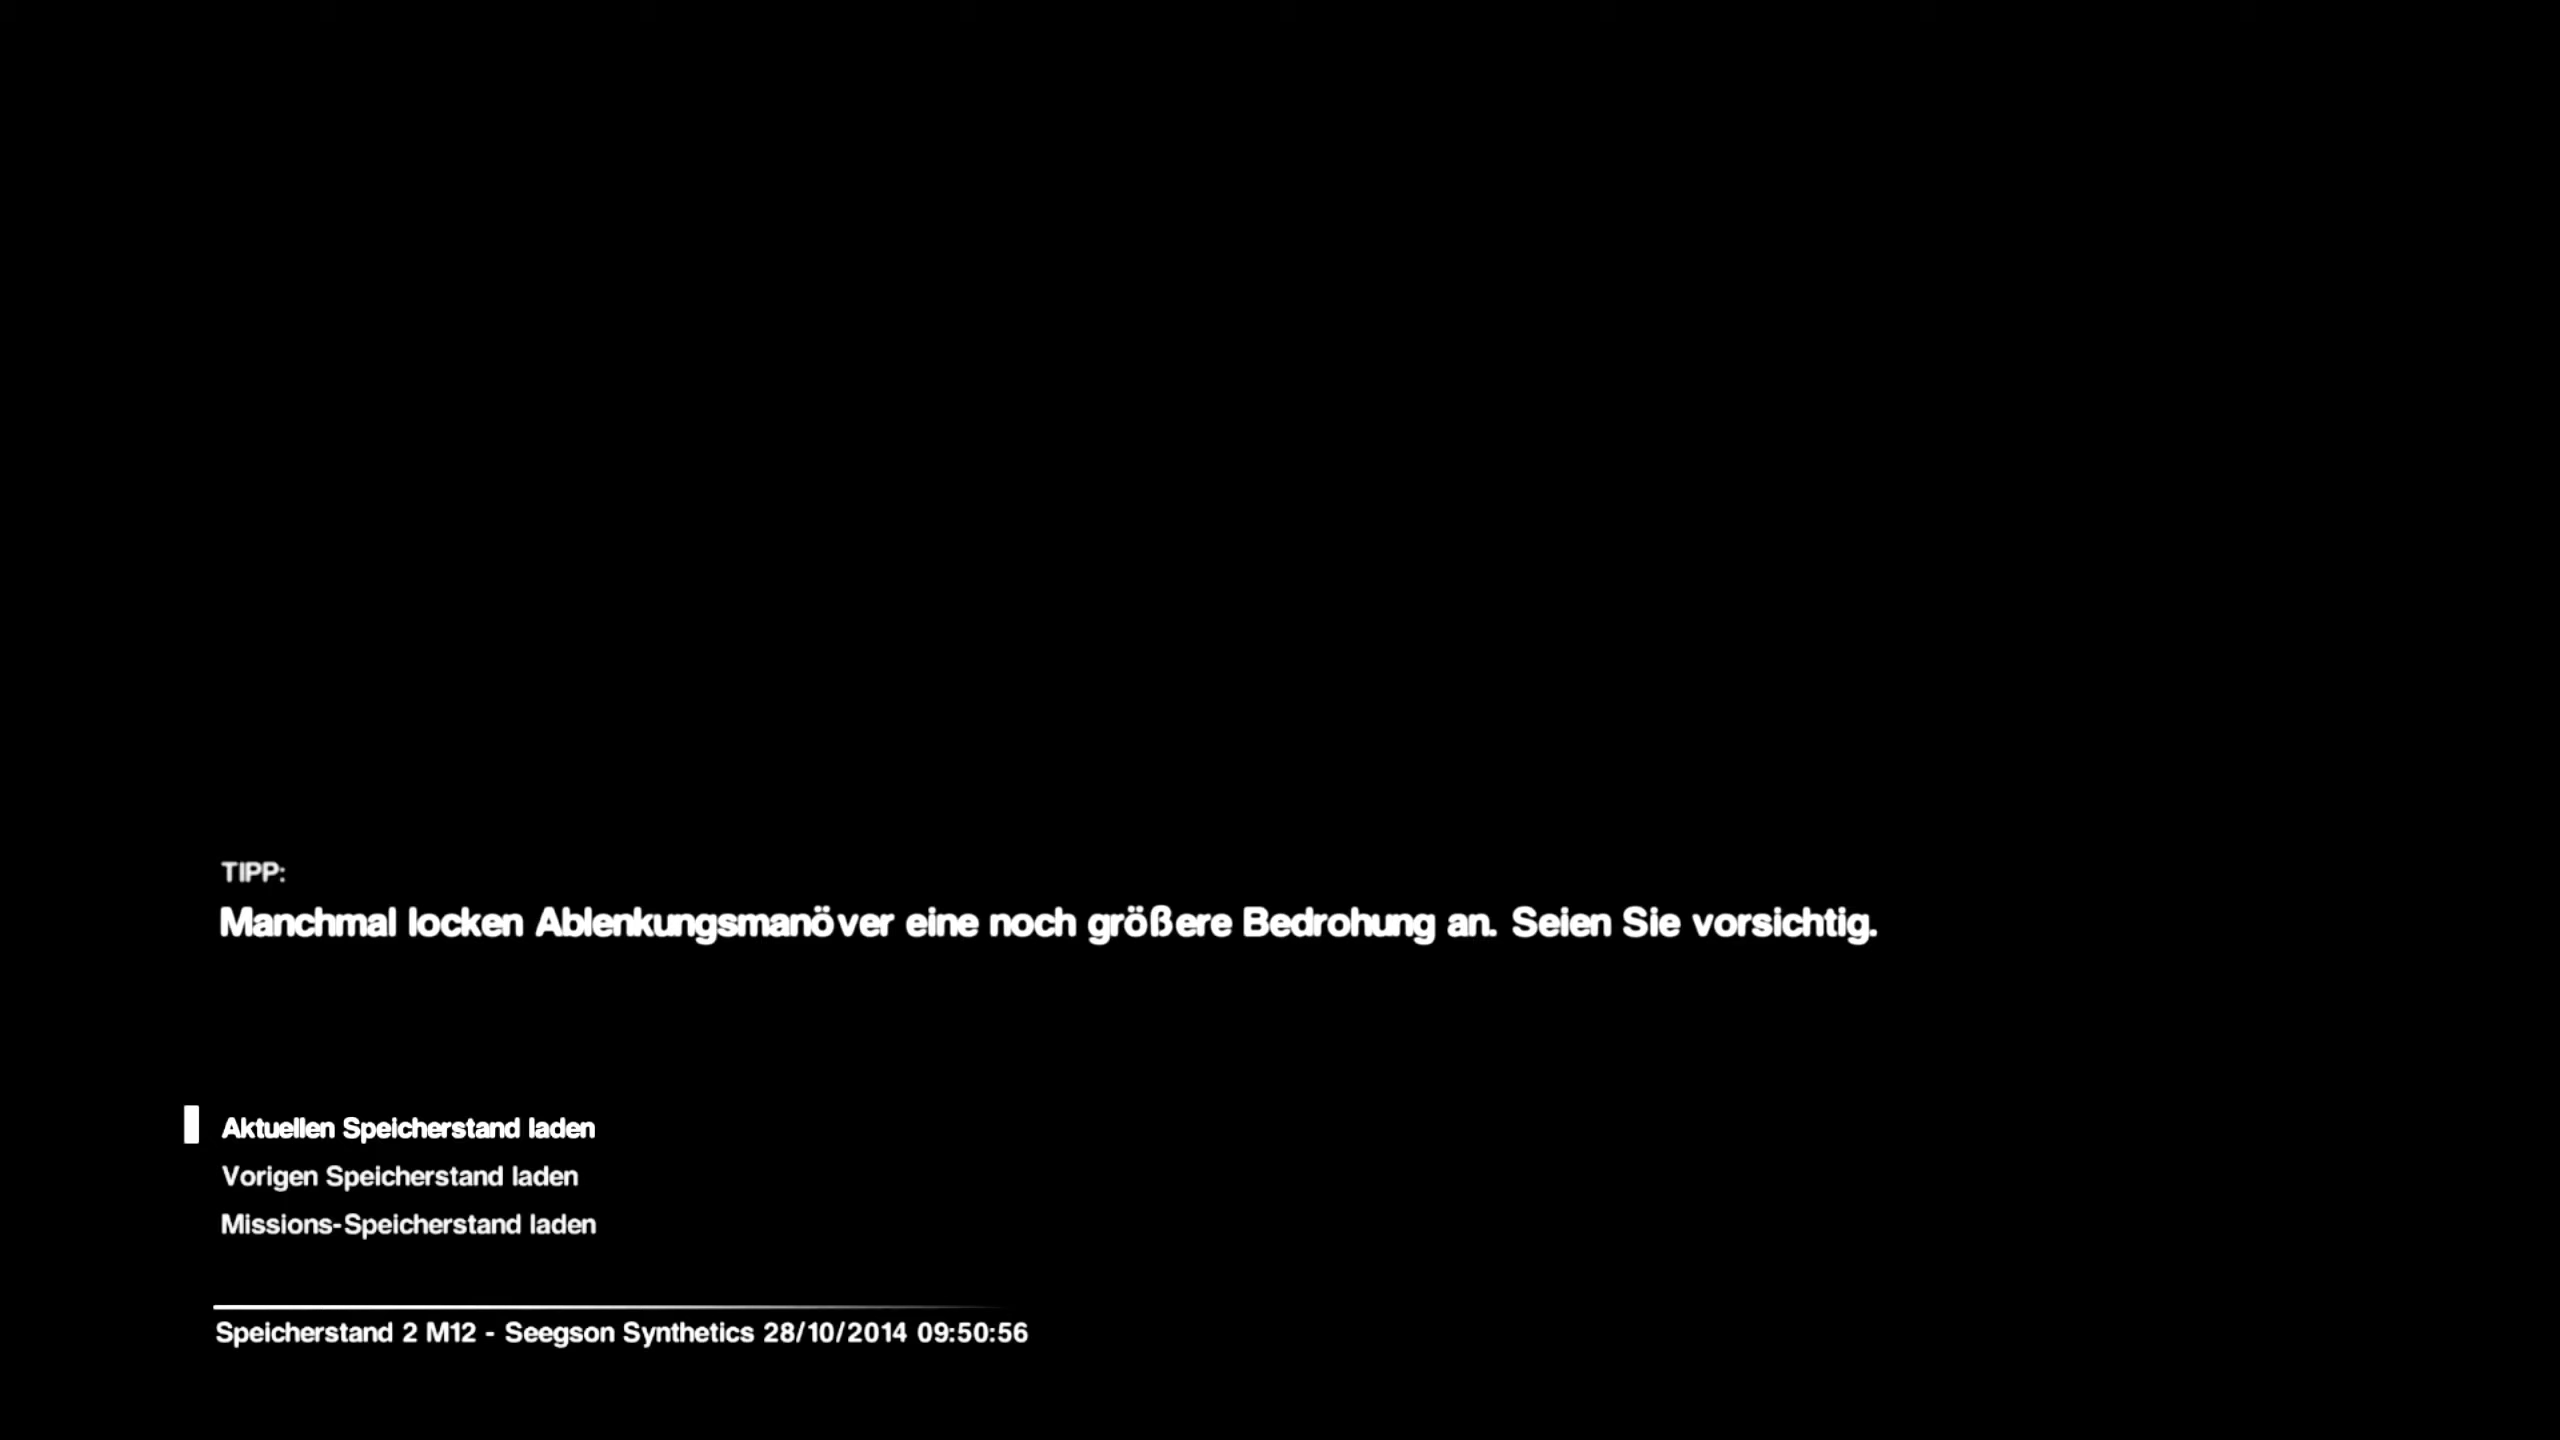 TIPP:
Manchmal locken Ablenkungsmanöver eine noch größere Bedrohung an. Seien Sie vorsichtig.
Aktuellen Speicherstand laden
Vorigen Speicherstand laden
Missions-Speicherstand laden
Speicherstand 2 M12 - Seegson Synthetics 28/10/2014 09:50:56